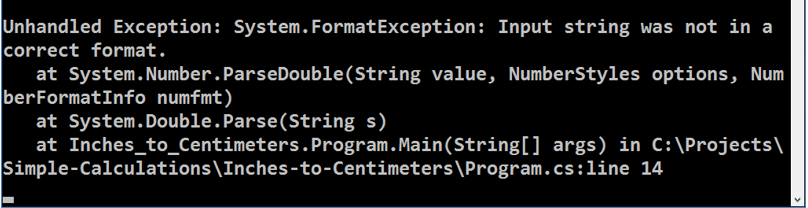 Unhandled Exception: System.FormatException: Input string was not in a
correct format.
   at System.Number.ParseDouble(String value, NumberStyles options, Num
berFormatInfo numfmt)
   at System.Double.Parse(String s)
   at Inches_to_Centimeters.Program.Main(String[] args) in C:\Projects\
Simple-Calculations\Inches-to-Centimeters\Program.cs:line 14